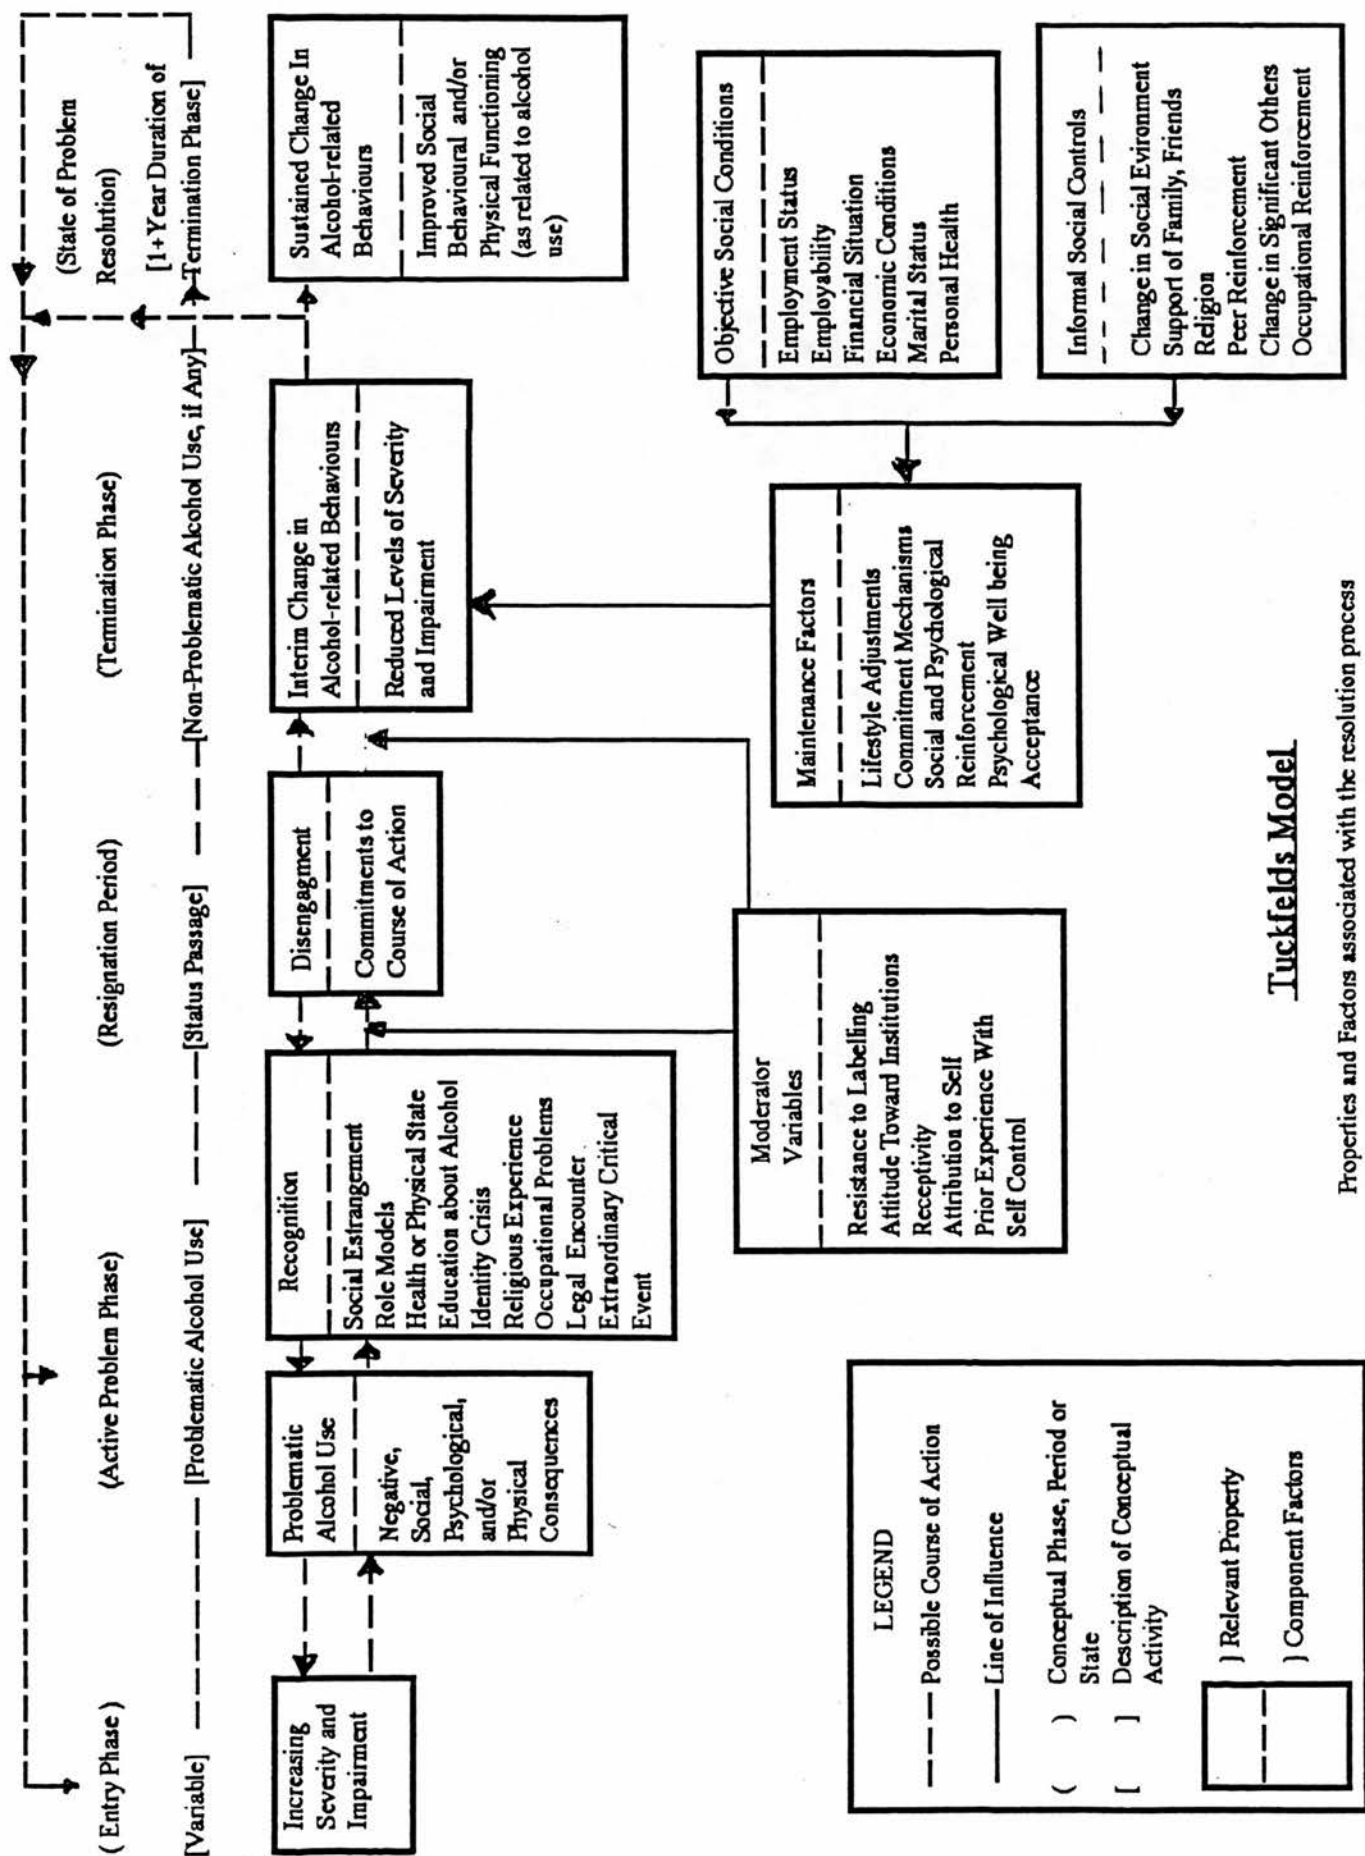 ( Entry Phase )
(Active Problem Phase)
(Resignation Period)
(Termination Phase)
(State of Problem
Resolution)
[Variable]
[Problematic Alcohol Use]
[Status Passage]
[Non-Problematic Alcohol Use, if Any]
[1+Year Duration of
Termination Phase]
Increasing
Severity and
Impairment
Problematic
Alcohol Use
Negative,
Social,
Psychological,
and/or
Physical
Consequences
Recognition
Social Estrangement
Role Models
Health or Physical State
Education about Alcohol
Identity Crisis
Religious Experience
Occupational Problems
Legal Encounter
Extraordinary Critical
Event
Disengagment
Commitments to
Course of Action
Interim Change in
Alcohol-related Behaviours
Reduced Levels of Severity
and Impairment
Sustained Change In
Alcohol-related
Behaviours
Improved Social
Behavioural and/or
Physical Functioning
(as related to alcohol
use)
Moderator
Variables
Resistance to Labelling
Attitude Toward Institutions
Receptivity
Attribution to Self
Prior Experience With
Self Control
Maintenance Factors
Lifestyle Adjustments
Commitment Mechanisms
Social and Psychological
Reinforcement
Psychological Well being
Acceptance
Objective Social Conditions
Employment Status
Employability
Financial Situation
Economic Conditions
Marital Status
Personal Health
Informal Social Controls
Change in Social Evironment
Support of Family, Friends
Religion
Peer Reinforcement
Change in Significant Others
Occupational Reinforcement
LEGEND
Possible Course of Action
Line of Influence
( ) Conceptual Phase, Period or
State
[ ] Description of Conceptual
Activity
} Relevant Property
} Component Factors
Tuckfelds Model
Properties and Factors associated with the resolution process